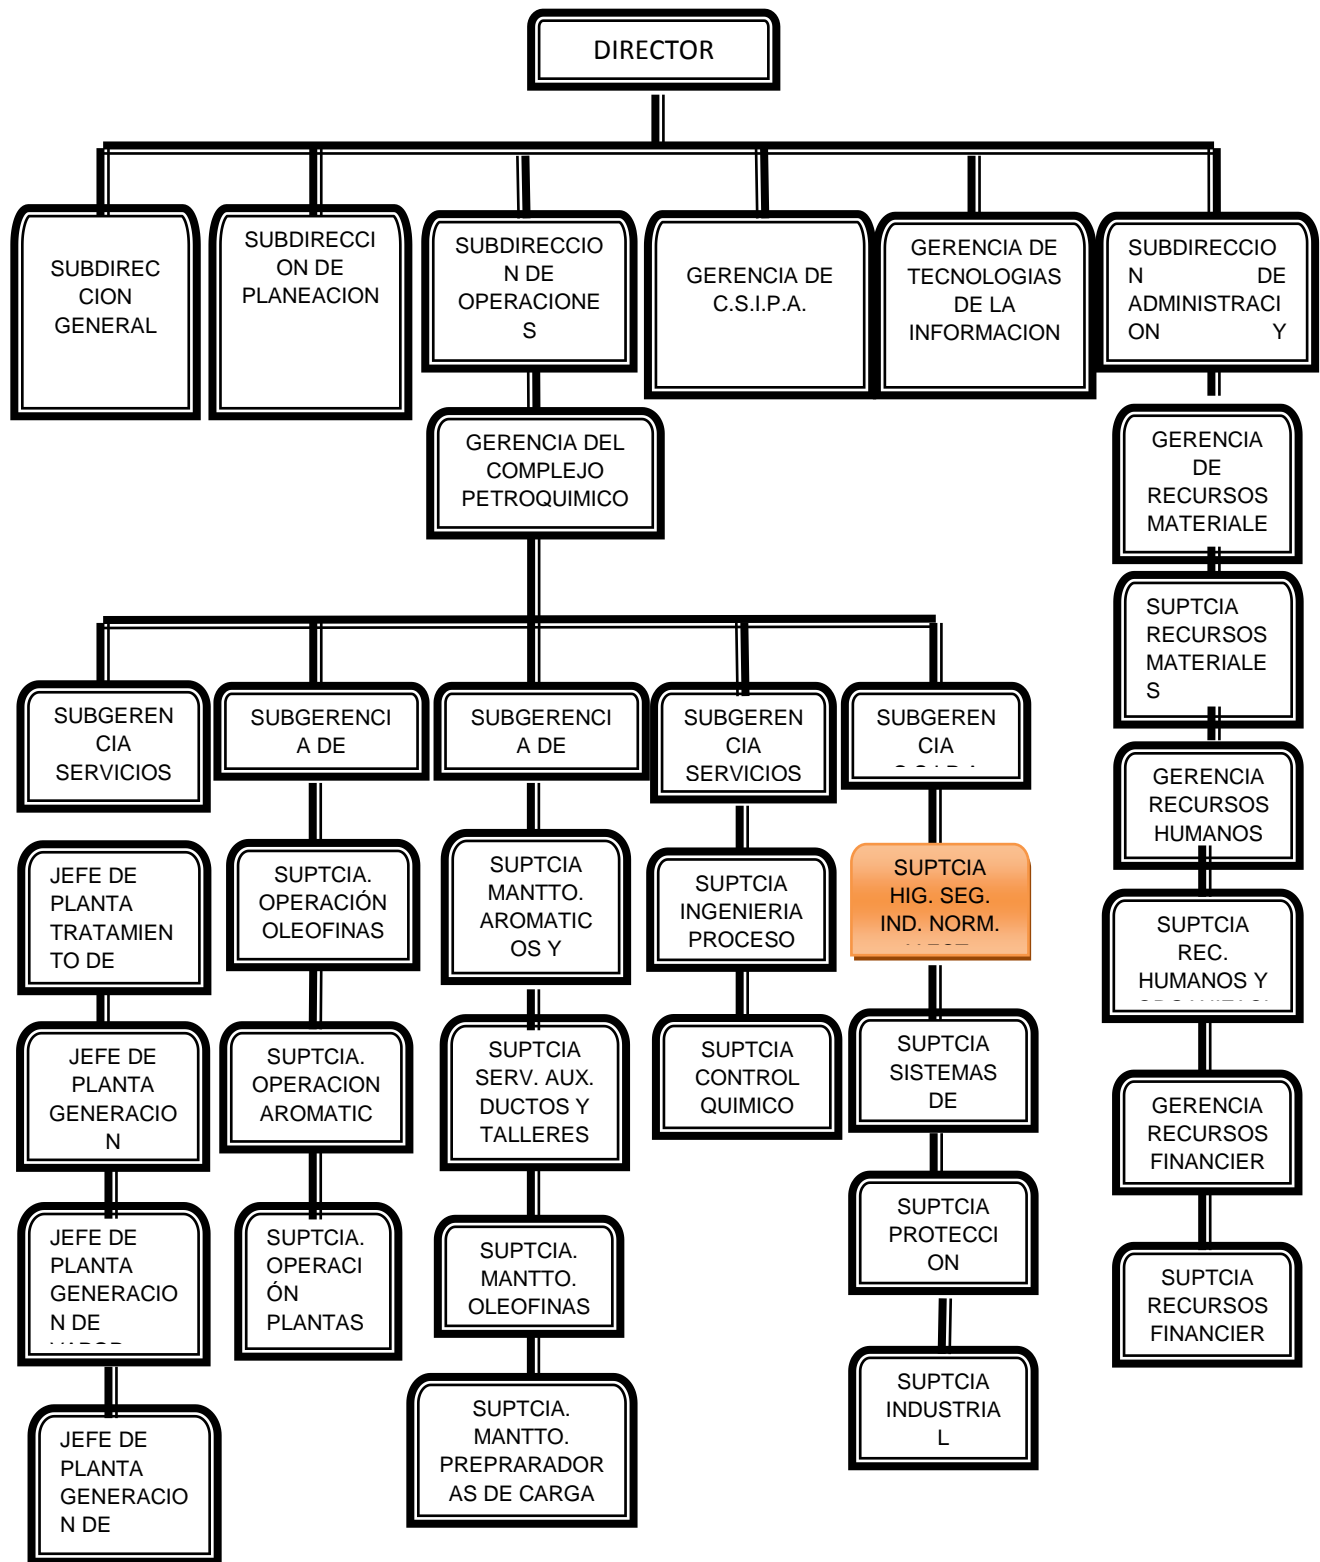 DIRECTOR
SUBDIREC
CION
GENERAL
SUBDIRECCI
ON DE
PLANEACION
SUBDIRECCIO
N DE
OPERACIONE
S
GERENCIA DE
C.S.I.P.A.
GERENCIA DE
TECNOLOGIAS
DE LA
INFORMACION
SUBDIRECCIO
N DE
ADMINISTRACI
ON Y
GERENCIA DEL
COMPLEJO
PETROQUIMICO
GERENCIA
DE
RECURSOS
MATERIALE
SUPTCIA
RECURSOS
MATERIALE
S
GERENCIA
RECURSOS
HUMANOS
SUPTCIA
REC.
HUMANOS Y
GERENCIA
RECURSOS
FINANCIER
SUPTCIA
RECURSOS
FINANCIER
SUBGEREN
CIA
SERVICIOS
JEFE DE
PLANTA
TRATAMIEN
TO DE
JEFE DE
PLANTA
GENERACIO
N
JEFE DE
PLANTA
GENERACIO
N DE
JEFE DE
PLANTA
GENERACIO
N DE
SUBGERENCI
A DE
SUPTCIA.
OPERACIÓN
OLEOFINAS
SUPTCIA.
OPERACION
AROMATIC
SUPTCIA.
OPERACI
ÓN
PLANTAS
SUBGERENCI
A DE
SUPTCIA
MANTTO.
AROMATIC
OS Y
SUPTCIA
SERV. AUX.
DUCTOS Y
TALLERES
SUPTCIA.
MANTTO.
OLEOFINAS
SUPTCIA.
MANTTO.
PREPRARADOR
AS DE CARGA
SUBGEREN
CIA
SERVICIOS
SUPTCIA
INGENIERIA
PROCESO
SUPTCIA
CONTROL
QUIMICO
SUBGEREN
CIA
SUPTCIA
HIG. SEG.
IND. NORM.
SUPTCIA
SISTEMAS
DE
SUPTCIA
PROTECCI
ON
SUPTCIA
INDUSTRIA
L